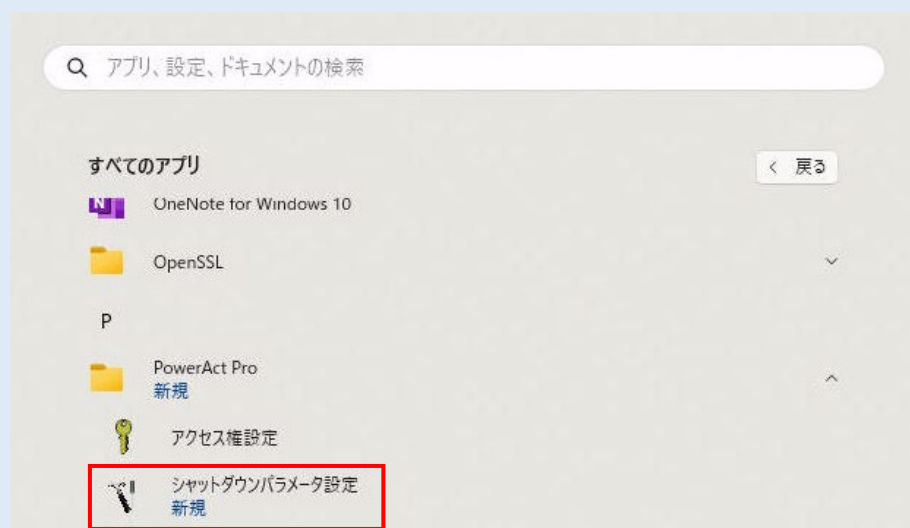 アプリ、設定、ドキュメントの検索
すべてのアプリ
戻る
OneNote for Windows 10
OpenSSL
P
PowerAct Pro
新規
アクセス権設定
シャットダウンパラメータ設定
新規